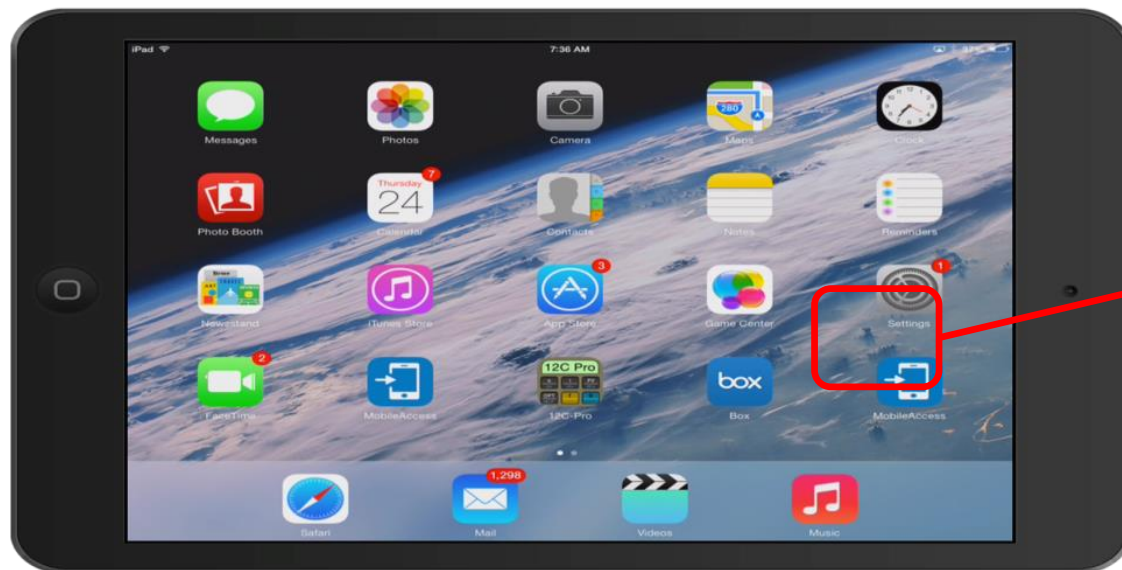 iPad 7:36 AM 37%
Messages Photos Camera Maps Clock
280
Photo Booth Calendar Contacts Notes Reminders
Thursday 7
24
Newsstand iTunes Store App Store Game Center Settings
3 1
FaceTime MobileAccess 12C-Pro Box MobileAccess
2 12C Pro box
1,298
Safari Mail Videos Music